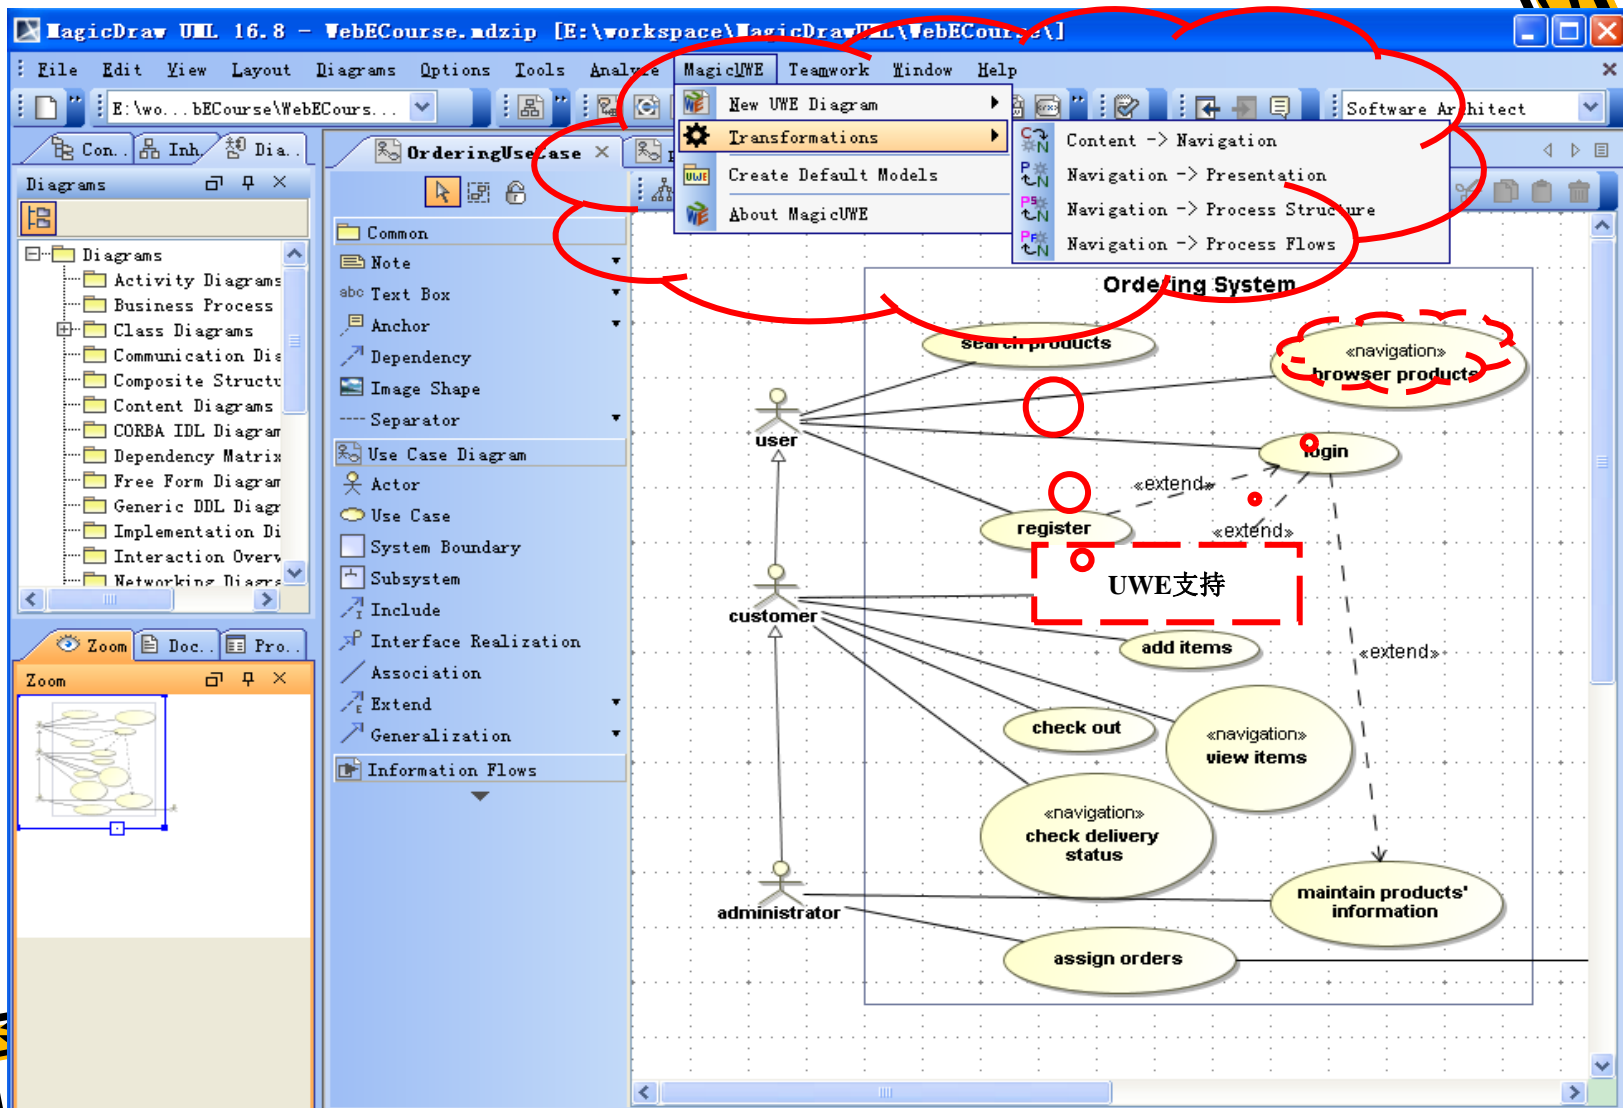 MagicDraw UML 16.8 - WebECourse.mdzip [E:\workspace\MagicDrawUML\WebECourse\]
File Edit View Layout Diagrams Options Tools Analyze MagicUWE Teamwork Window Help
E:\wo...bECourse\WebECours...
Software Architect
New UWE Diagram
Transformations
Create Default Models
About MagicUWE
Content -> Navigation
Navigation -> Presentation
Navigation -> Process Structure
Navigation -> Process Flows
Con.. Inh. Dia..
Diagrams
Diagrams
Activity Diagrams
Business Process
Class Diagrams
Communication Dia
Composite Structu
Content Diagrams
CORBA IDL Diagram
Dependency Matrix
Free Form Diagram
Generic DDL Diagr
Implementation Di
Interaction Overv
Networking Diagra
Zoom Doc.. Pro..
Zoom
OrderingUseCase
Common
Note
abc Text Box
Anchor
Dependency
Image Shape
Separator
Use Case Diagram
Actor
Use Case
System Boundary
Subsystem
Include
Interface Realization
Association
Extend
Generalization
Information Flows
Ordering System
search products
«navigation»
browser products
user
login
«extend»
register
«extend»
UWE支持
customer
add items
«extend»
check out
«navigation»
view items
«navigation»
check delivery
status
maintain products'
information
administrator
assign orders